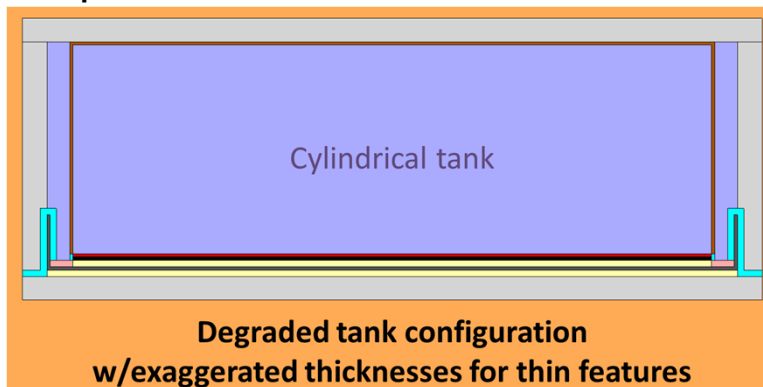 Cylindrical tank
Degraded tank configuration
w/exaggerated thicknesses for thin features